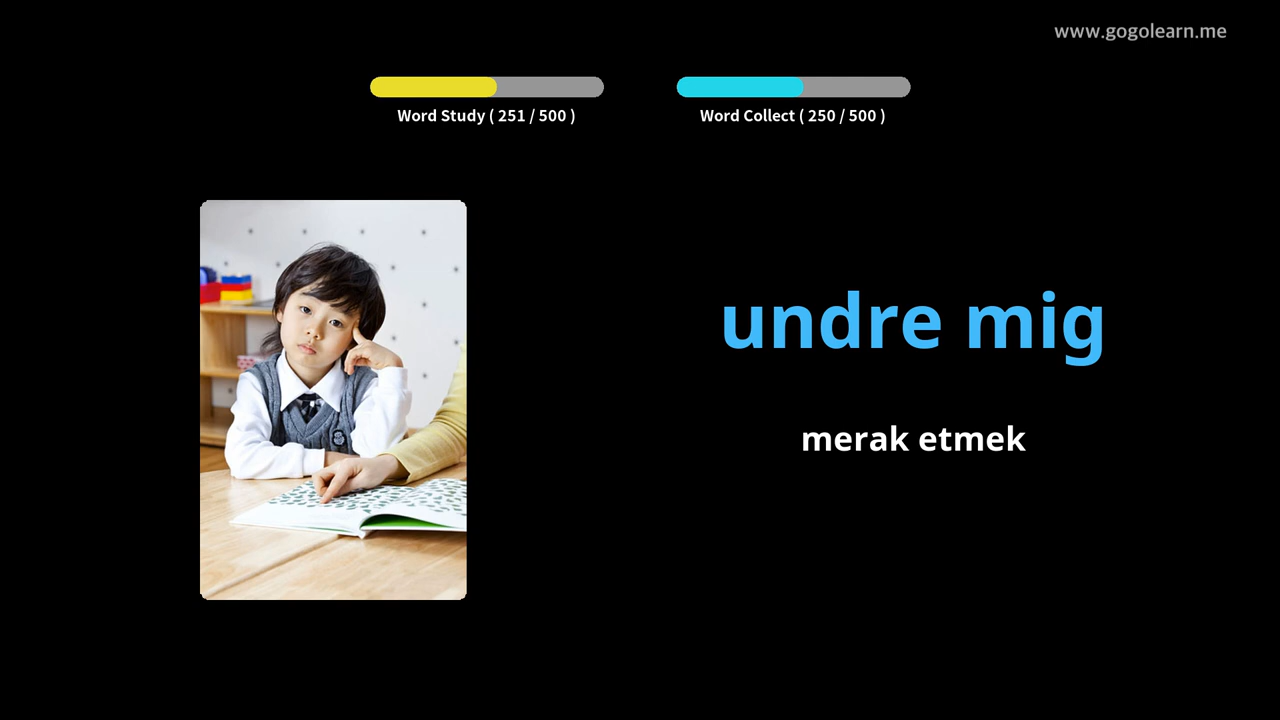 www.gogolearn.me
Word Study ( 251 / 500 )
Word Collect ( 250 / 500 )
undre mig
merak etmek